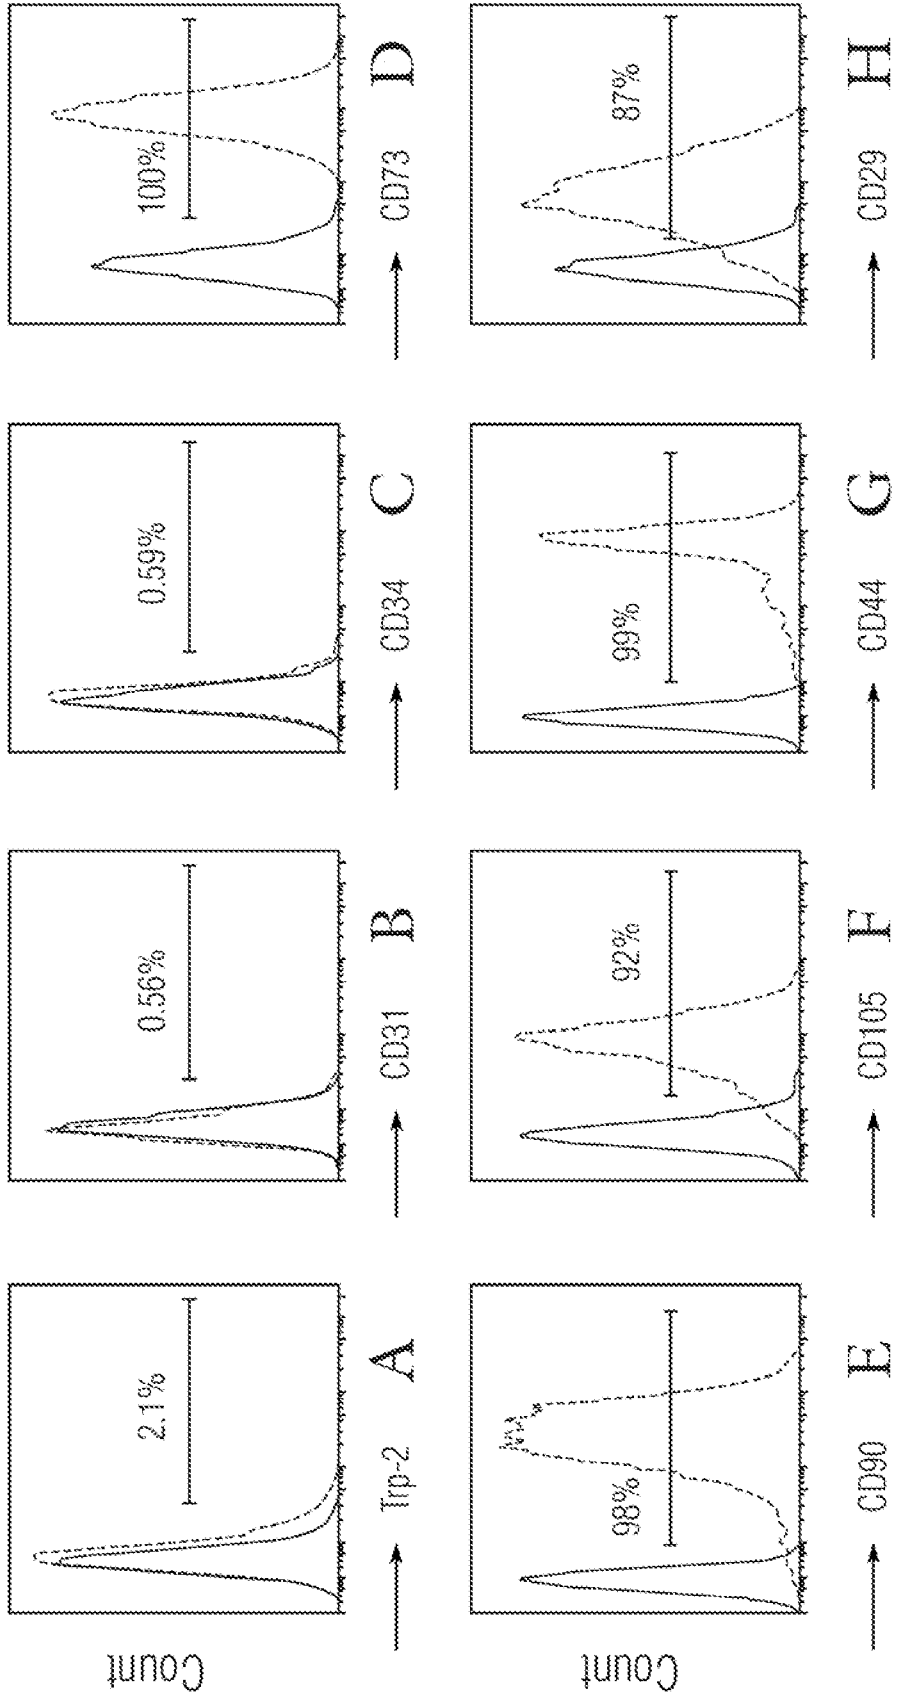 Count
2.1%
0.56%
0.59%
100%
Trp-2 A
CD31 B
CD34 C
CD73 D
Count
98%
92%
99%
87%
CD90 E
CD105 F
CD44 G
CD29 H